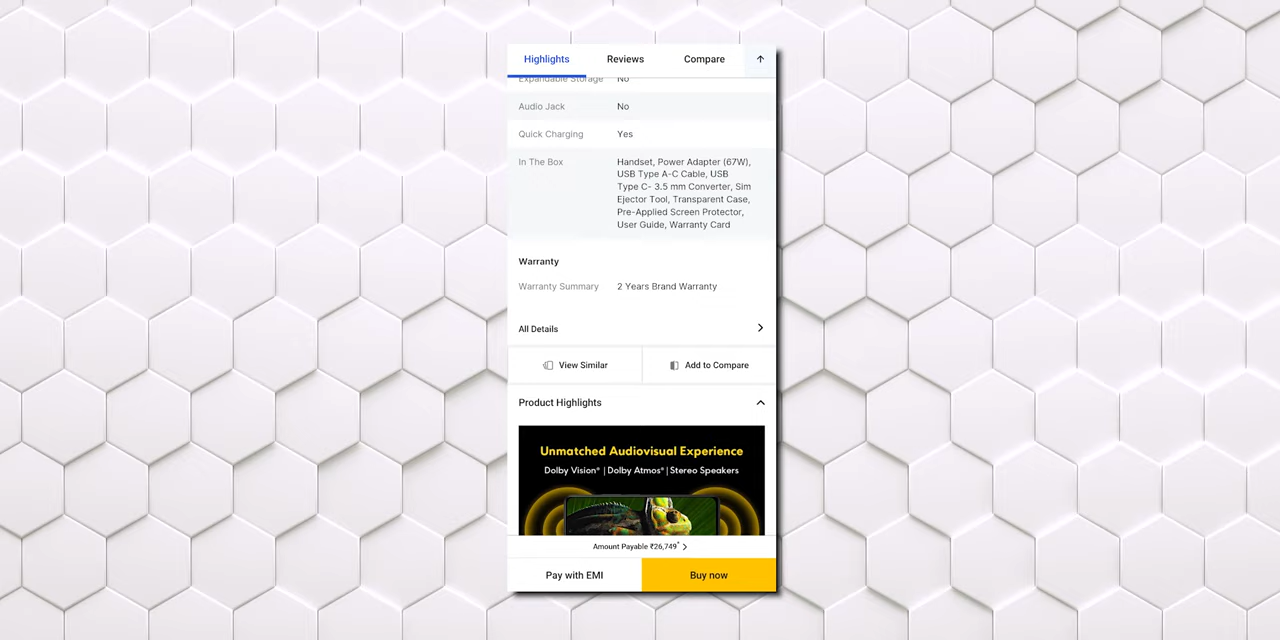 Highlights Reviews Compare
Expandable Storage No
Audio Jack No
Quick Charging Yes
In The Box Handset, Power Adapter (67W),
USB Type A-C Cable, USB
Type C- 3.5 mm Converter, Sim
Ejector Tool, Transparent Case,
Pre-Applied Screen Protector,
User Guide, Warranty Card
Warranty
Warranty Summary 2 Years Brand Warranty
All Details
View Similar Add to Compare
Product Highlights
Unmatched Audiovisual Experience
Dolby Vision® | Dolby Atmos® | Stereo Speakers
Amount Payable ₹26,749*
Pay with EMI Buy now